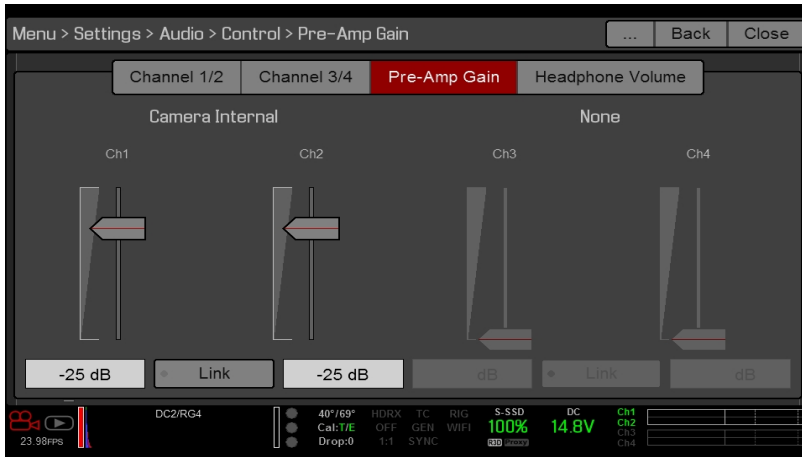 Menu > Settings > Audio > Control > Pre-Amp Gain ... Back Close
Channel 1/2 Channel 3/4 Pre-Amp Gain Headphone Volume
Camera Internal None
Ch1 Ch2 Ch3 Ch4
-25 dB Link -25 dB dB Link dB
DC2/RG4 40°/69° HDRX TC RIG S-SSD DC Ch1
Cal:T/E OFF GEN WIFI 100% 14.8V Ch2
23.98FPS Drop:0 1:1 SYNC R3D Proxy Ch3
Ch4